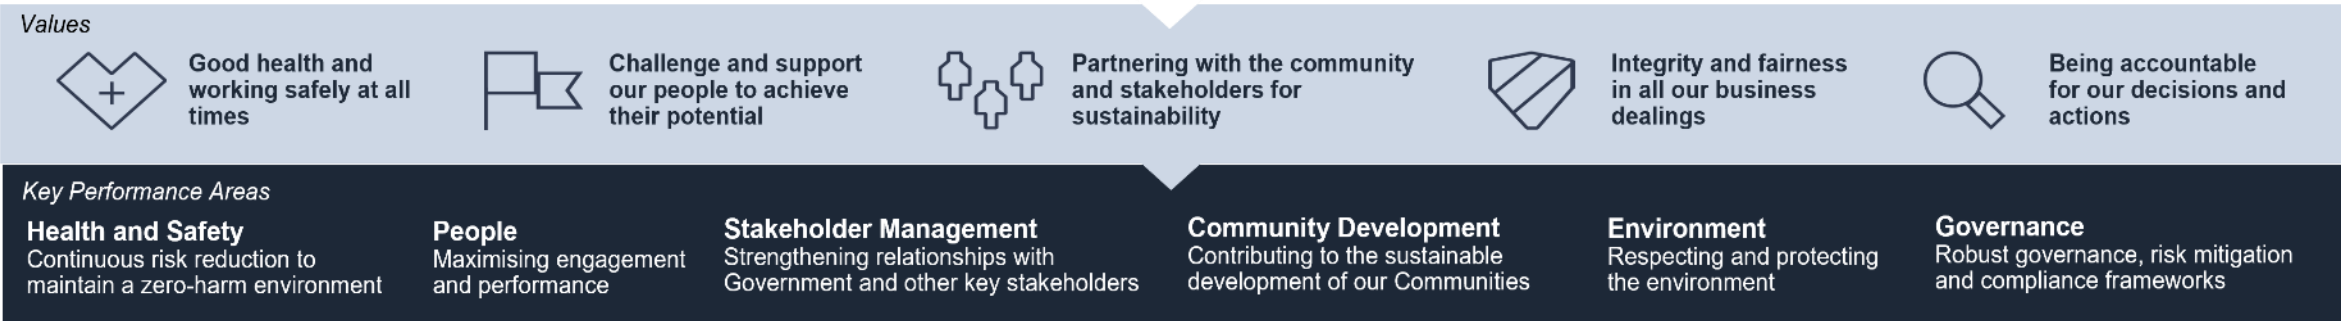 Values
Good health and
working safely at all
times
Challenge and support
our people to achieve
their potential
Partnering with the community
and stakeholders for
sustainability
Integrity and fairness
in all our business
dealings
Being accountable
for our decisions and
actions
Key Performance Areas
Health and Safety
Continuous risk reduction to
maintain a zero-harm environment
People
Maximising engagement
and performance
Stakeholder Management
Strengthening relationships with
Government and other key stakeholders
Community Development
Contributing to the sustainable
development of our Communities
Environment
Respecting and protecting
the environment
Governance
Robust governance, risk mitigation
and compliance frameworks